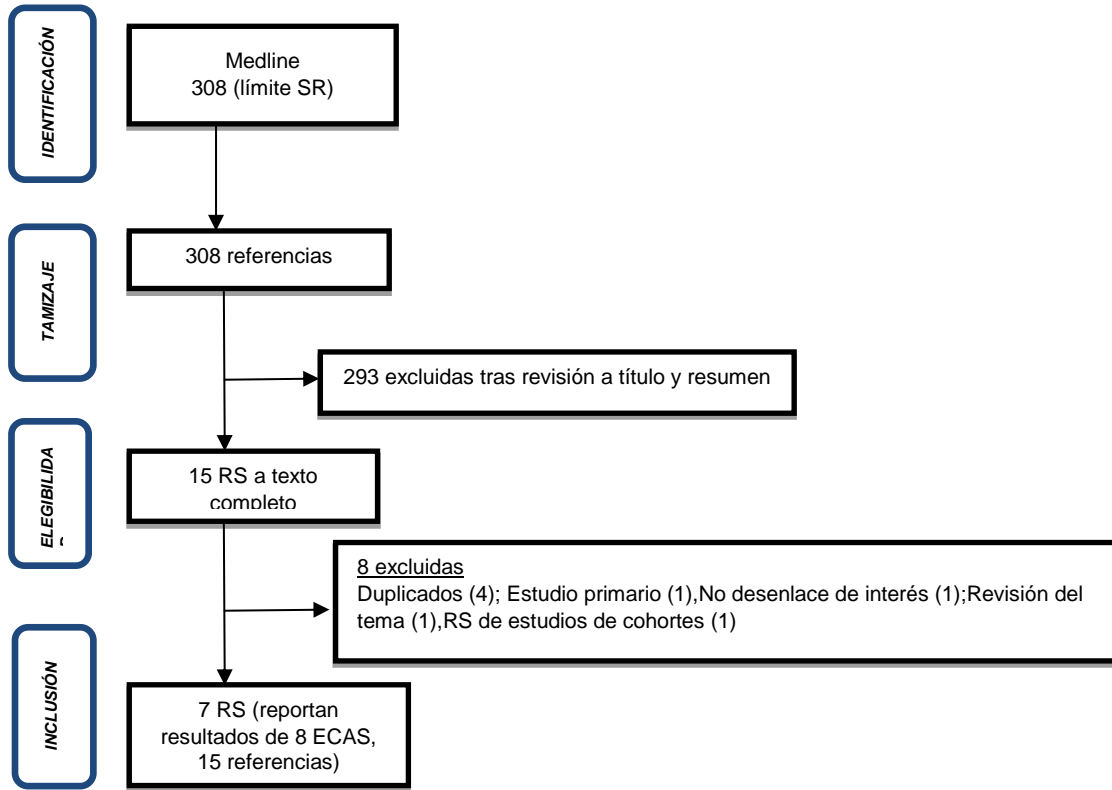 IDENTIFICACIÓN
Medline
308 (límite SR)
TAMIZAJE
308 referencias
293 excluidas tras revisión a título y resumen
ELEGIBILIDA
15 RS a texto
completo
8 excluidas
Duplicados (4); Estudio primario (1),No desenlace de interés (1);Revisión del
tema (1),RS de estudios de cohortes (1)
INCLUSIÓN
7 RS (reportan
resultados de 8 ECAS,
15 referencias)